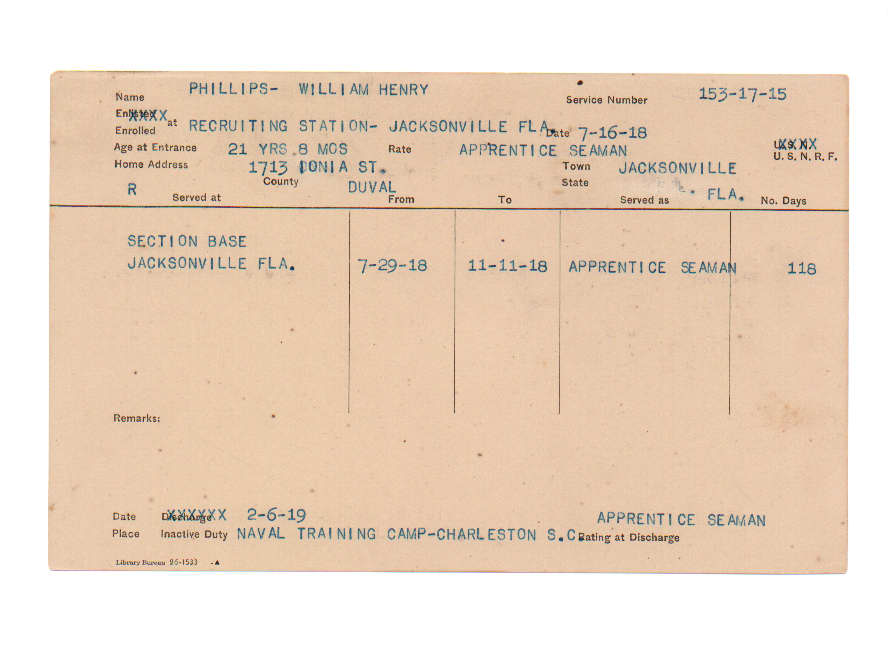 Name PHILLIPS- WILLIAM HENRY Service Number 153-17-15
Enlisted XXXXX
Enrolled at RECRUITING STATION- JACKSONVILLE FLA. Date 7-16-18
Age at Entrance 21 YRS.8 MOS Rate APPRENTICE SEAMAN U.S.N. XXXX
U. S. N. R. F.
Home Address 1713 IONIA ST. Town JACKSONVILLE
R County DUVAL State FLA.
Served at From To Served as No. Days
SECTION BASE
JACKSONVILLE FLA. 7-29-18 11-11-18 APPRENTICE SEAMAN 118
Remarks:
Date Discharge XXXXXX 2-6-19 APPRENTICE SEAMAN
Place Inactive Duty NAVAL TRAINING CAMP-CHARLESTON S.C. Rating at Discharge
Library Bureau 26-1533 -▲